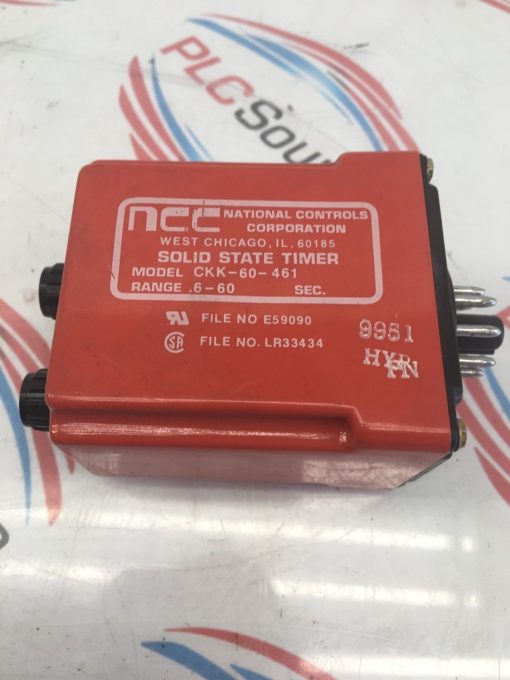 PLCSou
ncc NATIONAL CONTROLS
CORPORATION
WEST CHICAGO, IL. 60185
SOLID STATE TIMER
MODEL CKK-60-461
RANGE .6-60 SEC.
FILE NO E59090
FILE NO. LR33434
9951